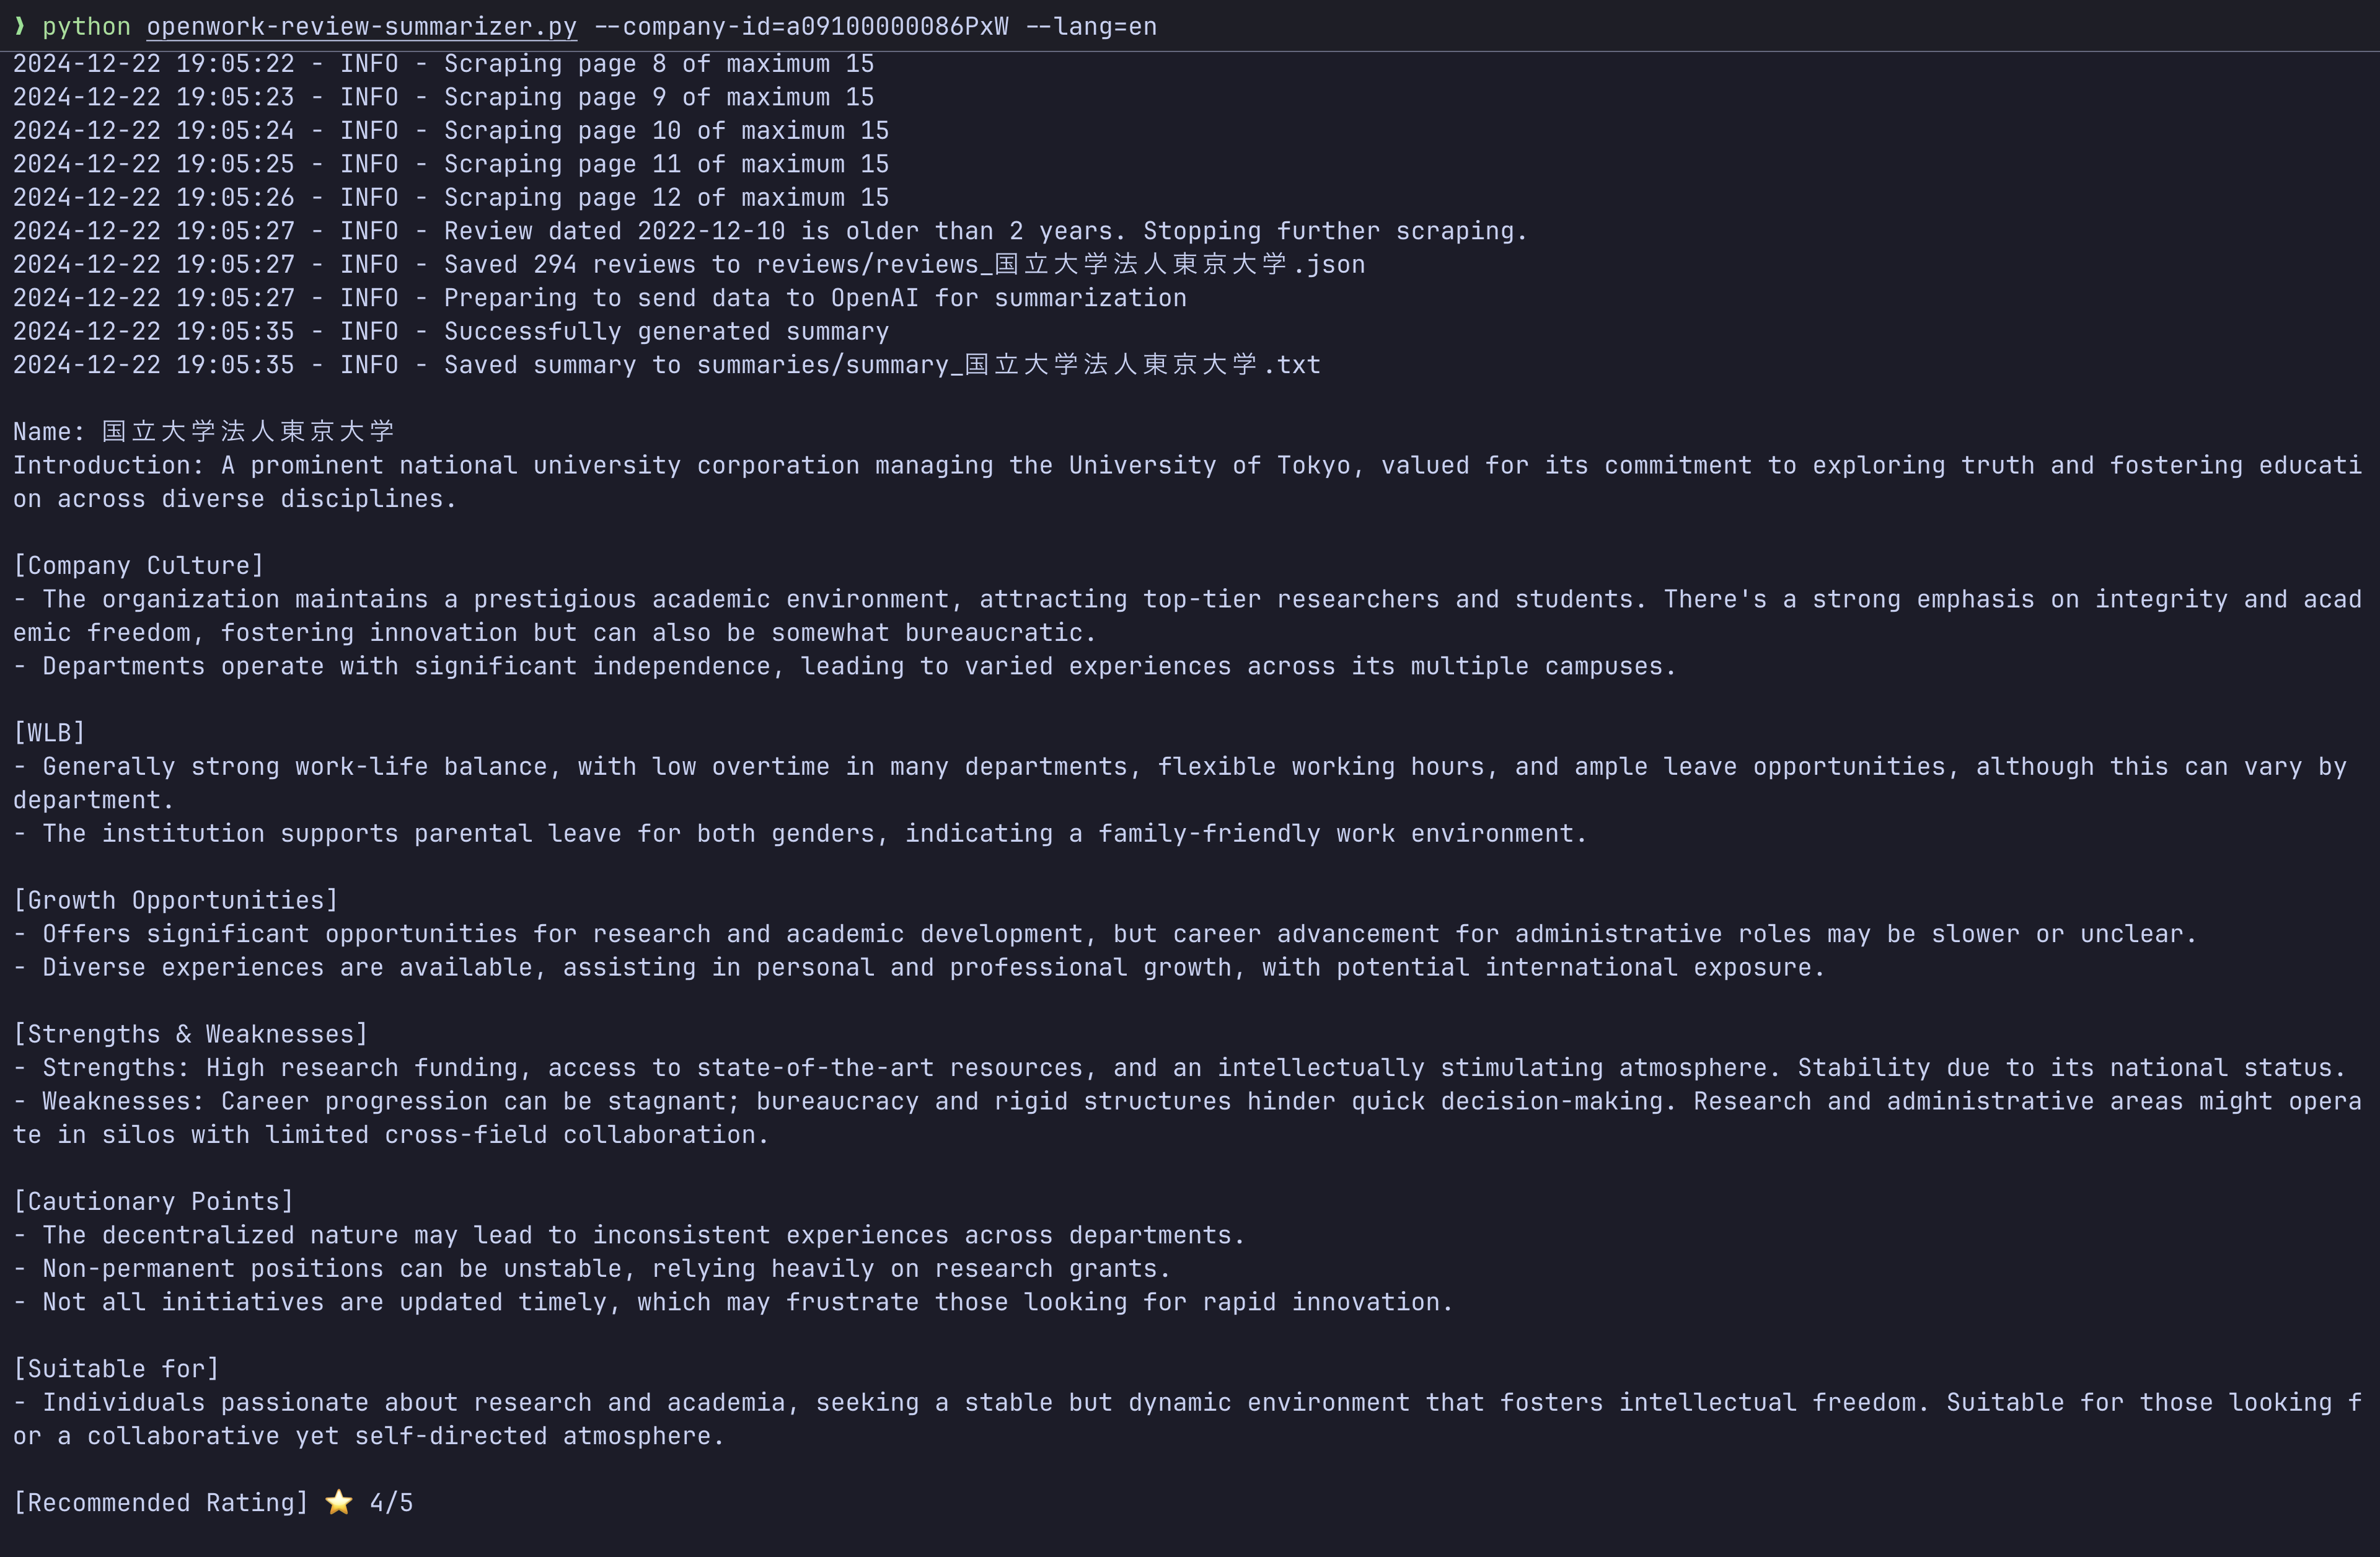 ❯ python openwork-review-summarizer.py --company-id=a09100000086PxW --lang=en
2024-12-22 19:05:22 - INFO - Scraping page 8 of maximum 15
2024-12-22 19:05:23 - INFO - Scraping page 9 of maximum 15
2024-12-22 19:05:24 - INFO - Scraping page 10 of maximum 15
2024-12-22 19:05:25 - INFO - Scraping page 11 of maximum 15
2024-12-22 19:05:26 - INFO - Scraping page 12 of maximum 15
2024-12-22 19:05:27 - INFO - Review dated 2022-12-10 is older than 2 years. Stopping further scraping.
2024-12-22 19:05:27 - INFO - Saved 294 reviews to reviews/reviews_国立大学法人東京大学.json
2024-12-22 19:05:27 - INFO - Preparing to send data to OpenAI for summarization
2024-12-22 19:05:35 - INFO - Successfully generated summary
2024-12-22 19:05:35 - INFO - Saved summary to summaries/summary_国立大学法人東京大学.txt
Name: 国立大学法人東京大学
Introduction: A prominent national university corporation managing the University of Tokyo, valued for its commitment to exploring truth and fostering educati
on across diverse disciplines.
[Company Culture]
- The organization maintains a prestigious academic environment, attracting top-tier researchers and students. There's a strong emphasis on integrity and acad
emic freedom, fostering innovation but can also be somewhat bureaucratic.
- Departments operate with significant independence, leading to varied experiences across its multiple campuses.
[WLB]
- Generally strong work-life balance, with low overtime in many departments, flexible working hours, and ample leave opportunities, although this can vary by
department.
- The institution supports parental leave for both genders, indicating a family-friendly work environment.
[Growth Opportunities]
- Offers significant opportunities for research and academic development, but career advancement for administrative roles may be slower or unclear.
- Diverse experiences are available, assisting in personal and professional growth, with potential international exposure.
[Strengths & Weaknesses]
- Strengths: High research funding, access to state-of-the-art resources, and an intellectually stimulating atmosphere. Stability due to its national status.
- Weaknesses: Career progression can be stagnant; bureaucracy and rigid structures hinder quick decision-making. Research and administrative areas might opera
te in silos with limited cross-field collaboration.
[Cautionary Points]
- The decentralized nature may lead to inconsistent experiences across departments.
- Non-permanent positions can be unstable, relying heavily on research grants.
- Not all initiatives are updated timely, which may frustrate those looking for rapid innovation.
[Suitable for]
- Individuals passionate about research and academia, seeking a stable but dynamic environment that fosters intellectual freedom. Suitable for those looking f
or a collaborative yet self-directed atmosphere.
[Recommended Rating] ⭐ 4/5